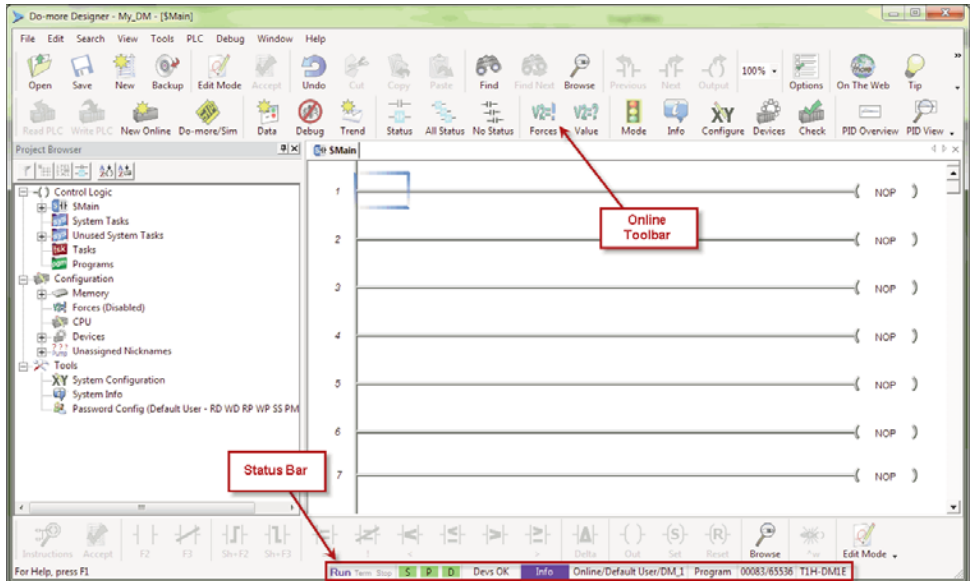 Do-more Designer - My_DM - [$Main]
File Edit Search View Tools PLC Debug Window Help
Open Save New Backup Edit Mode Accept Undo Cut Copy Paste Find Find Next Browse Previous Next Output 100% Options On The Web Tip
Read PLC Write PLC New Online Do-more/Sim Data Debug Trend Status All Status No Status Forces Value Mode Info Configure Devices Check PID Overview PID View
Project Browser
$Main
Control Logic
$Main
System Tasks
Unused System Tasks
Tasks
Programs
Configuration
Memory
Forces (Disabled)
CPU
Devices
Unassigned Nicknames
Tools
XY System Configuration
System Info
Password Config (Default User - RD WD RP WP SS PM
1 NOP
Online
Toolbar
2 NOP
3 NOP
4 NOP
5 NOP
6 NOP
7 NOP
Status Bar
Instructions Accept F2 F3 Sh+F2 Sh+F3 = ! < > Delta Out Set Reset Browse ^w Edit Mode
For Help, press F1
Run Term Stop S P D Devs OK Info Online/Default User/DM_1 Program 00083/65536 T1H-DM1E